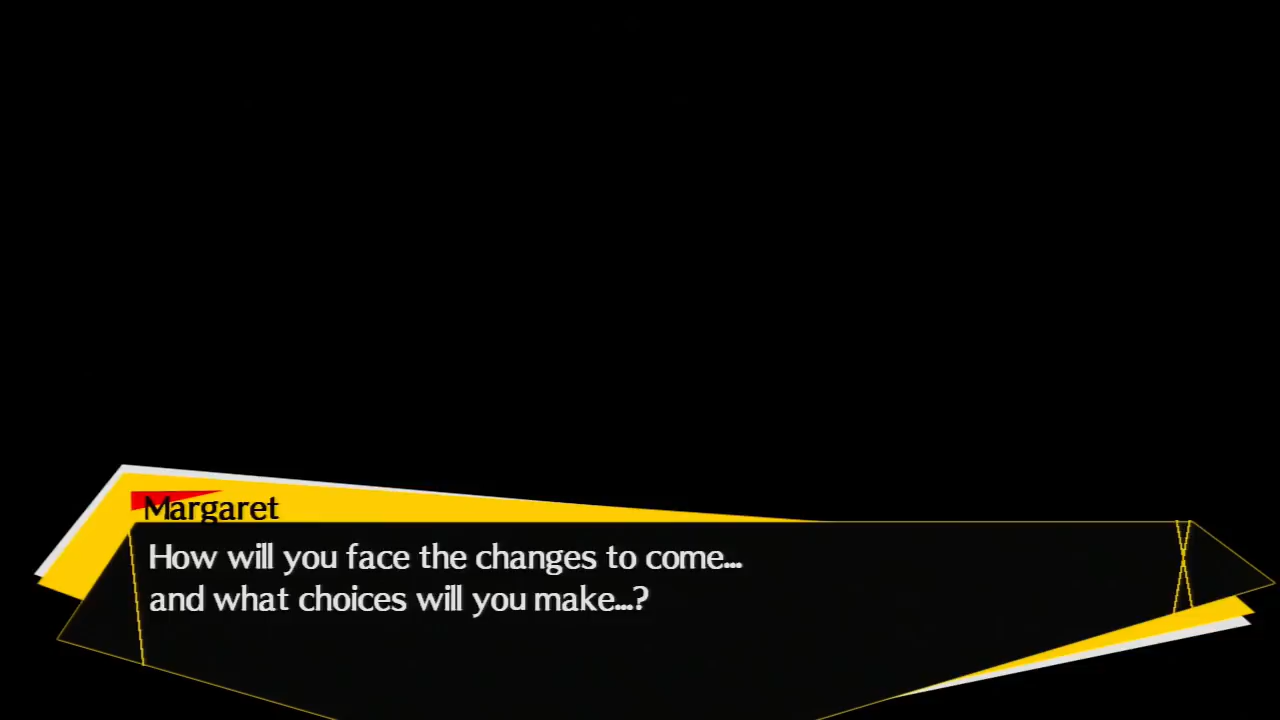 Margaret
How will you face the changes to come...
and what choices will you make...?